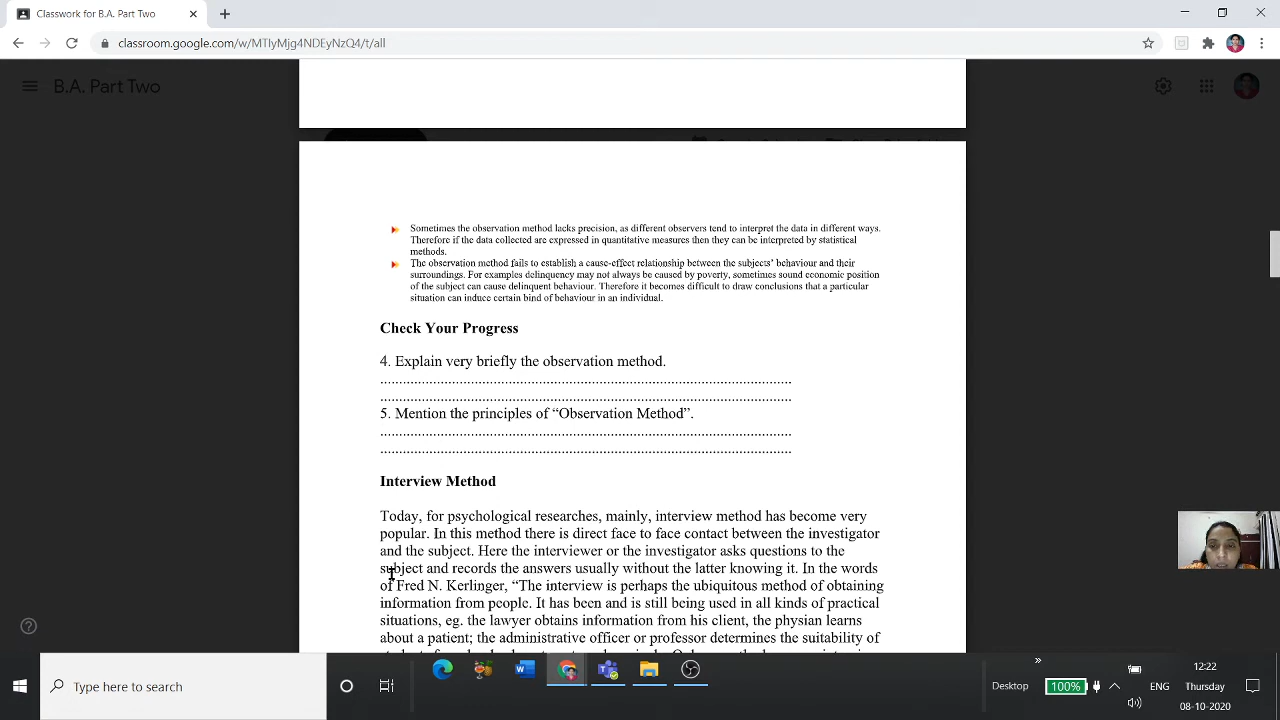 Classwork for B.A. Part Two
classroom.google.com/w/MTIyMjg4NDEyNzQ4/t/all
B.A. Part Two
Sometimes the observation method lacks precision, as different observers tend to interpret the data in different ways.
Therefore if the data collected are expressed in quantitative measures then they can be interpreted by statistical
methods.
The observation method fails to establish a cause-effect relationship between the subjects' behaviour and their
surroundings. For examples delinquency may not always be caused by poverty, sometimes sound economic position
of the subject can cause delinquent behaviour. Therefore it becomes difficult to draw conclusions that a particular
situation can induce certain bind of behaviour in an individual.
Check Your Progress
4. Explain very briefly the observation method.
5. Mention the principles of “Observation Method”.
Interview Method
Today, for psychological researches, mainly, interview method has become very
popular. In this method there is direct face to face contact between the investigator
and the subject. Here the interviewer or the investigator asks questions to the
subject and records the answers usually without the latter knowing it. In the words
of Fred N. Kerlinger, “The interview is perhaps the ubiquitous method of obtaining
information from people. It has been and is still being used in all kinds of practical
situations, eg. the lawyer obtains information from his client, the physian learns
about a patient; the administrative officer or professor determines the suitability of
Type here to search
Desktop
100%
ENG
12:22
Thursday
08-10-2020